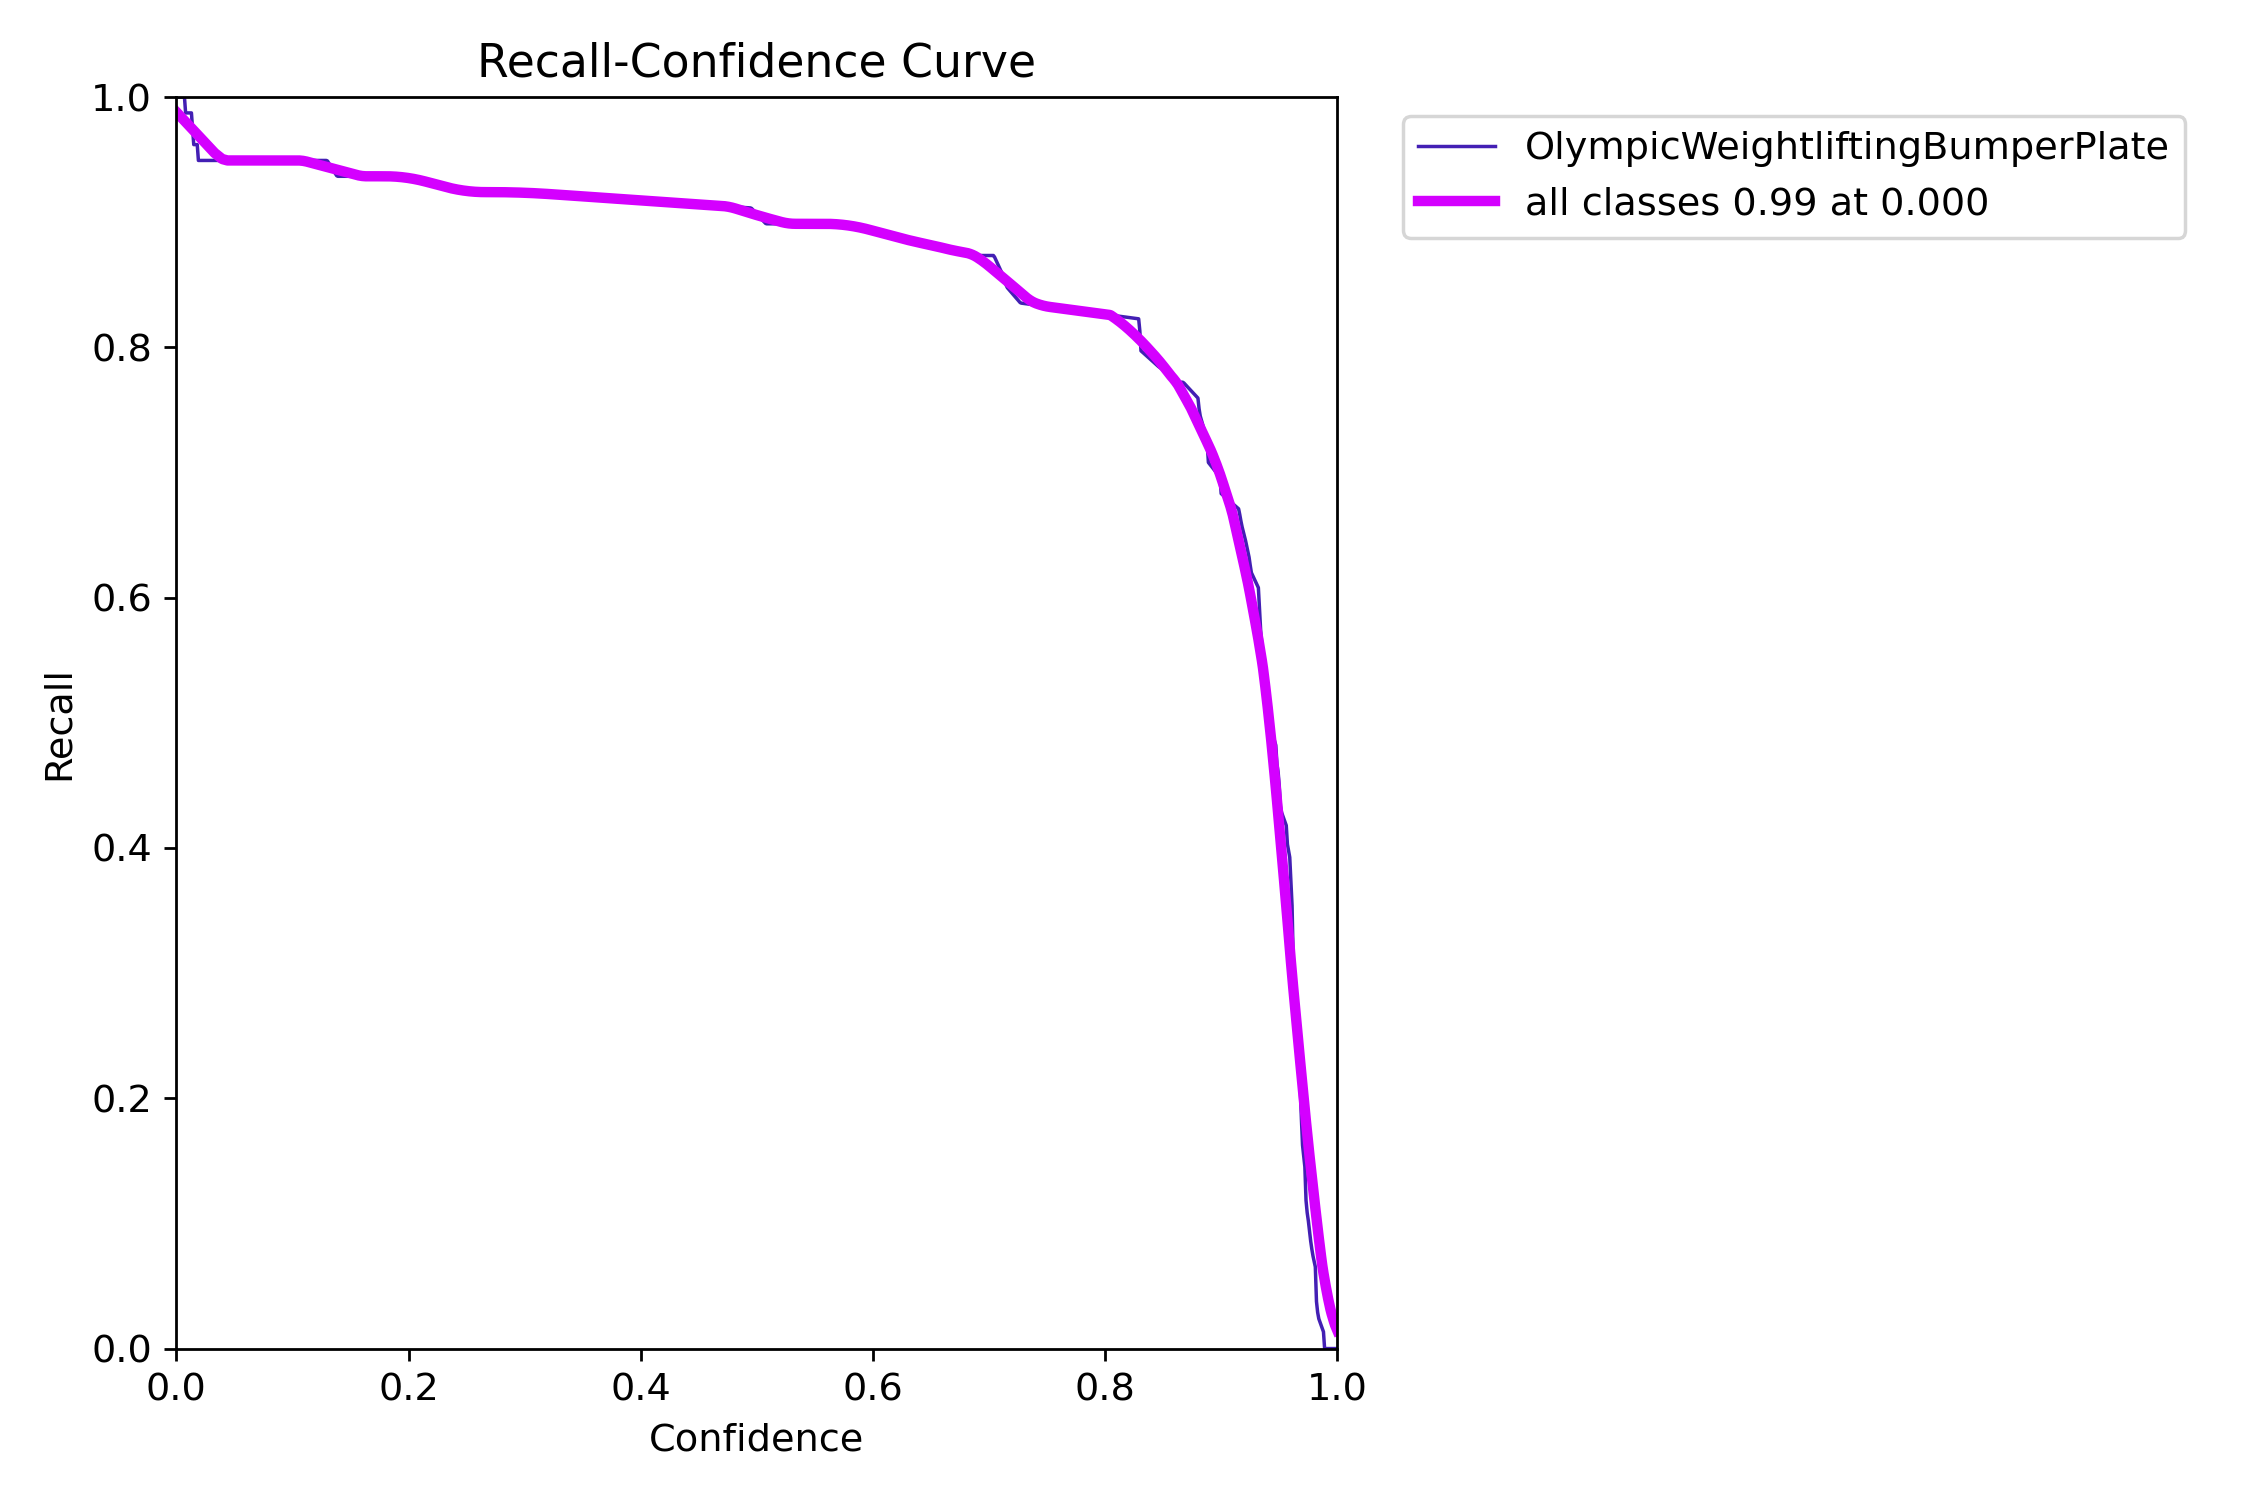 Recall-Confidence Curve
1.0
0.8
0.6
0.4
0.2
0.0
Recall
0.0 0.2 0.4 0.6 0.8 1.0
Confidence
OlympicWeightliftingBumperPlate
all classes 0.99 at 0.000